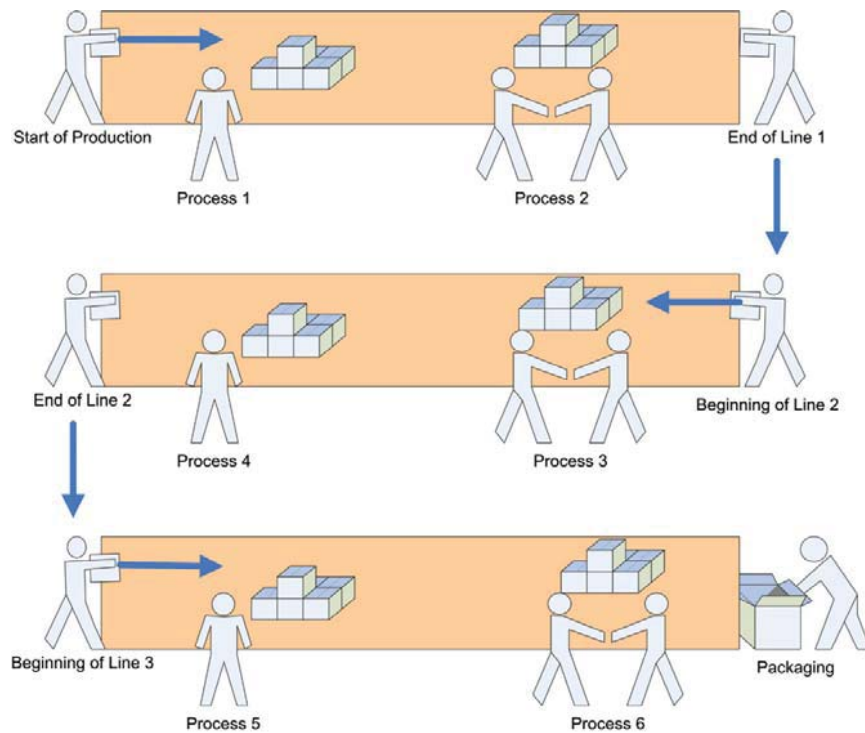 Start of Production
End of Line 1
Process 1
Process 2
End of Line 2
Beginning of Line 2
Process 4
Process 3
Beginning of Line 3
Packaging
Process 5
Process 6